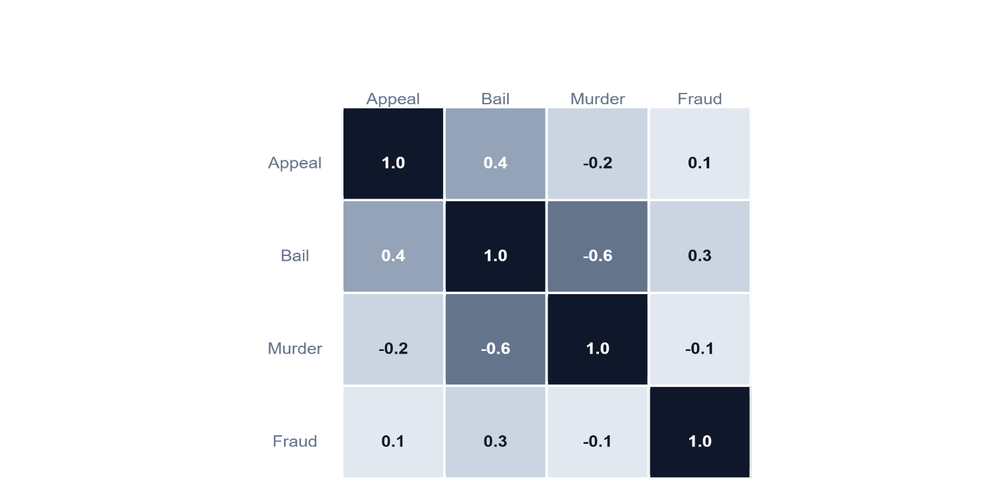 Appeal Bail Murder Fraud
Appeal 1.0 0.4 -0.2 0.1
Bail 0.4 1.0 -0.6 0.3
Murder -0.2 -0.6 1.0 -0.1
Fraud 0.1 0.3 -0.1 1.0